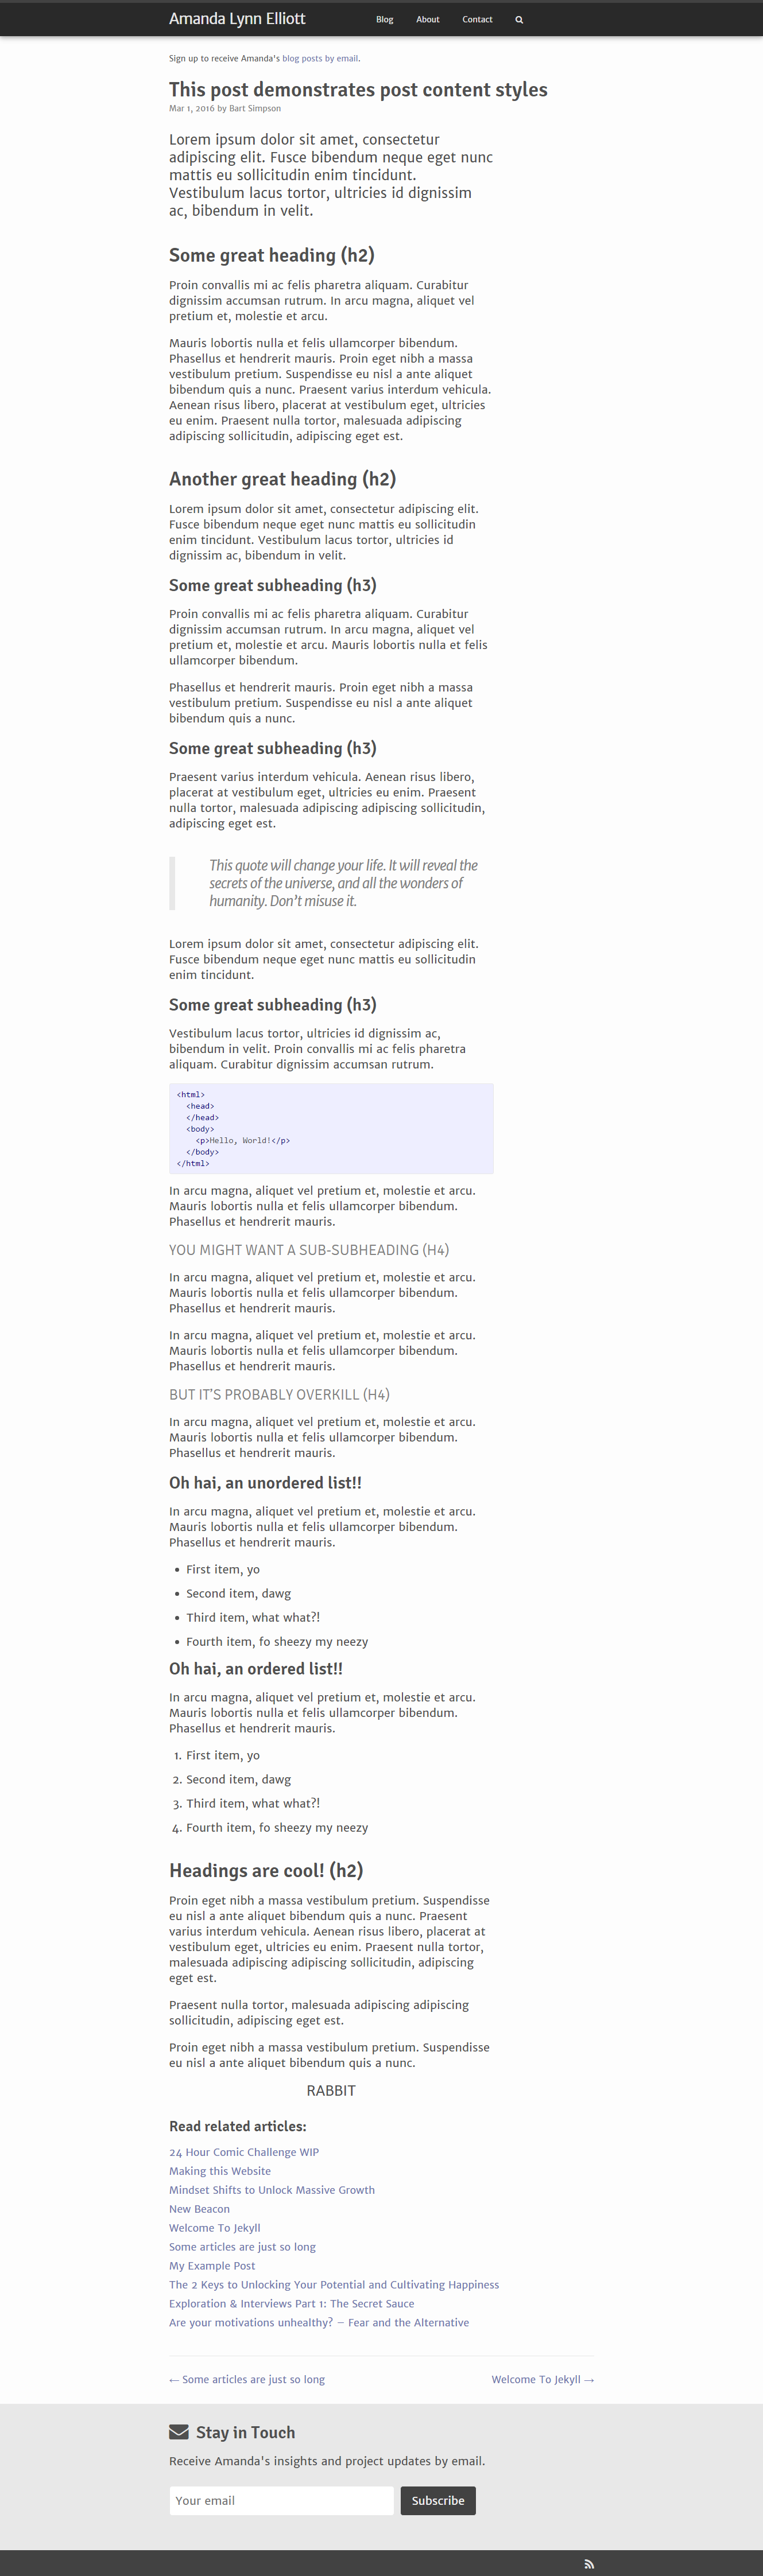 Amanda Lynn Elliott
Blog About Contact
Sign up to receive Amanda's blog posts by email.
This post demonstrates post content styles
Mar 1, 2016 by Bart Simpson
Lorem ipsum dolor sit amet, consectetur
adipiscing elit. Fusce bibendum neque eget nunc
mattis eu sollicitudin enim tincidunt.
Vestibulum lacus tortor, ultricies id dignissim
ac, bibendum in velit.
Some great heading (h2)
Proin convallis mi ac felis pharetra aliquam. Curabitur
dignissim accumsan rutrum. In arcu magna, aliquet vel
pretium et, molestie et arcu.
Mauris lobortis nulla et felis ullamcorper bibendum.
Phasellus et hendrerit mauris. Proin eget nibh a massa
vestibulum pretium. Suspendisse eu nisl a ante aliquet
bibendum quis a nunc. Praesent varius interdum vehicula.
Aenean risus libero, placerat at vestibulum eget, ultricies
eu enim. Praesent nulla tortor, malesuada adipiscing
adipiscing sollicitudin, adipiscing eget est.
Another great heading (h2)
Lorem ipsum dolor sit amet, consectetur adipiscing elit.
Fusce bibendum neque eget nunc mattis eu sollicitudin
enim tincidunt. Vestibulum lacus tortor, ultricies id
dignissim ac, bibendum in velit.
Some great subheading (h3)
Proin convallis mi ac felis pharetra aliquam. Curabitur
dignissim accumsan rutrum. In arcu magna, aliquet vel
pretium et, molestie et arcu. Mauris lobortis nulla et felis
ullamcorper bibendum.
Phasellus et hendrerit mauris. Proin eget nibh a massa
vestibulum pretium. Suspendisse eu nisl a ante aliquet
bibendum quis a nunc.
Some great subheading (h3)
Praesent varius interdum vehicula. Aenean risus libero,
placerat at vestibulum eget, ultricies eu enim. Praesent
nulla tortor, malesuada adipiscing adipiscing sollicitudin,
adipiscing eget est.
This quote will change your life. It will reveal the
secrets of the universe, and all the wonders of
humanity. Don’t misuse it.
Lorem ipsum dolor sit amet, consectetur adipiscing elit.
Fusce bibendum neque eget nunc mattis eu sollicitudin
enim tincidunt.
Some great subheading (h3)
Vestibulum lacus tortor, ultricies id dignissim ac,
bibendum in velit. Proin convallis mi ac felis pharetra
aliquam. Curabitur dignissim accumsan rutrum.
<html>
<head>
</head>
<body>
<p>Hello, World!</p>
</body>
</html>
In arcu magna, aliquet vel pretium et, molestie et arcu.
Mauris lobortis nulla et felis ullamcorper bibendum.
Phasellus et hendrerit mauris.
YOU MIGHT WANT A SUB-SUBHEADING (H4)
In arcu magna, aliquet vel pretium et, molestie et arcu.
Mauris lobortis nulla et felis ullamcorper bibendum.
Phasellus et hendrerit mauris.
In arcu magna, aliquet vel pretium et, molestie et arcu.
Mauris lobortis nulla et felis ullamcorper bibendum.
Phasellus et hendrerit mauris.
BUT IT’S PROBABLY OVERKILL (H4)
In arcu magna, aliquet vel pretium et, molestie et arcu.
Mauris lobortis nulla et felis ullamcorper bibendum.
Phasellus et hendrerit mauris.
Oh hai, an unordered list!!
In arcu magna, aliquet vel pretium et, molestie et arcu.
Mauris lobortis nulla et felis ullamcorper bibendum.
Phasellus et hendrerit mauris.
• First item, yo
• Second item, dawg
• Third item, what what?!
• Fourth item, fo sheezy my neezy
Oh hai, an ordered list!!
In arcu magna, aliquet vel pretium et, molestie et arcu.
Mauris lobortis nulla et felis ullamcorper bibendum.
Phasellus et hendrerit mauris.
1. First item, yo
2. Second item, dawg
3. Third item, what what?!
4. Fourth item, fo sheezy my neezy
Headings are cool! (h2)
Proin eget nibh a massa vestibulum pretium. Suspendisse
eu nisl a ante aliquet bibendum quis a nunc. Praesent
varius interdum vehicula. Aenean risus libero, placerat at
vestibulum eget, ultricies eu enim. Praesent nulla tortor,
malesuada adipiscing adipiscing sollicitudin, adipiscing
eget est.
Praesent nulla tortor, malesuada adipiscing adipiscing
sollicitudin, adipiscing eget est.
Proin eget nibh a massa vestibulum pretium. Suspendisse
eu nisl a ante aliquet bibendum quis a nunc.
RABBIT
Read related articles:
24 Hour Comic Challenge WIP
Making this Website
Mindset Shifts to Unlock Massive Growth
New Beacon
Welcome To Jekyll
Some articles are just so long
My Example Post
The 2 Keys to Unlocking Your Potential and Cultivating Happiness
Exploration & Interviews Part 1: The Secret Sauce
Are your motivations unhealthy? – Fear and the Alternative
← Some articles are just so long Welcome To Jekyll →
Stay in Touch
Receive Amanda's insights and project updates by email.
Your email Subscribe